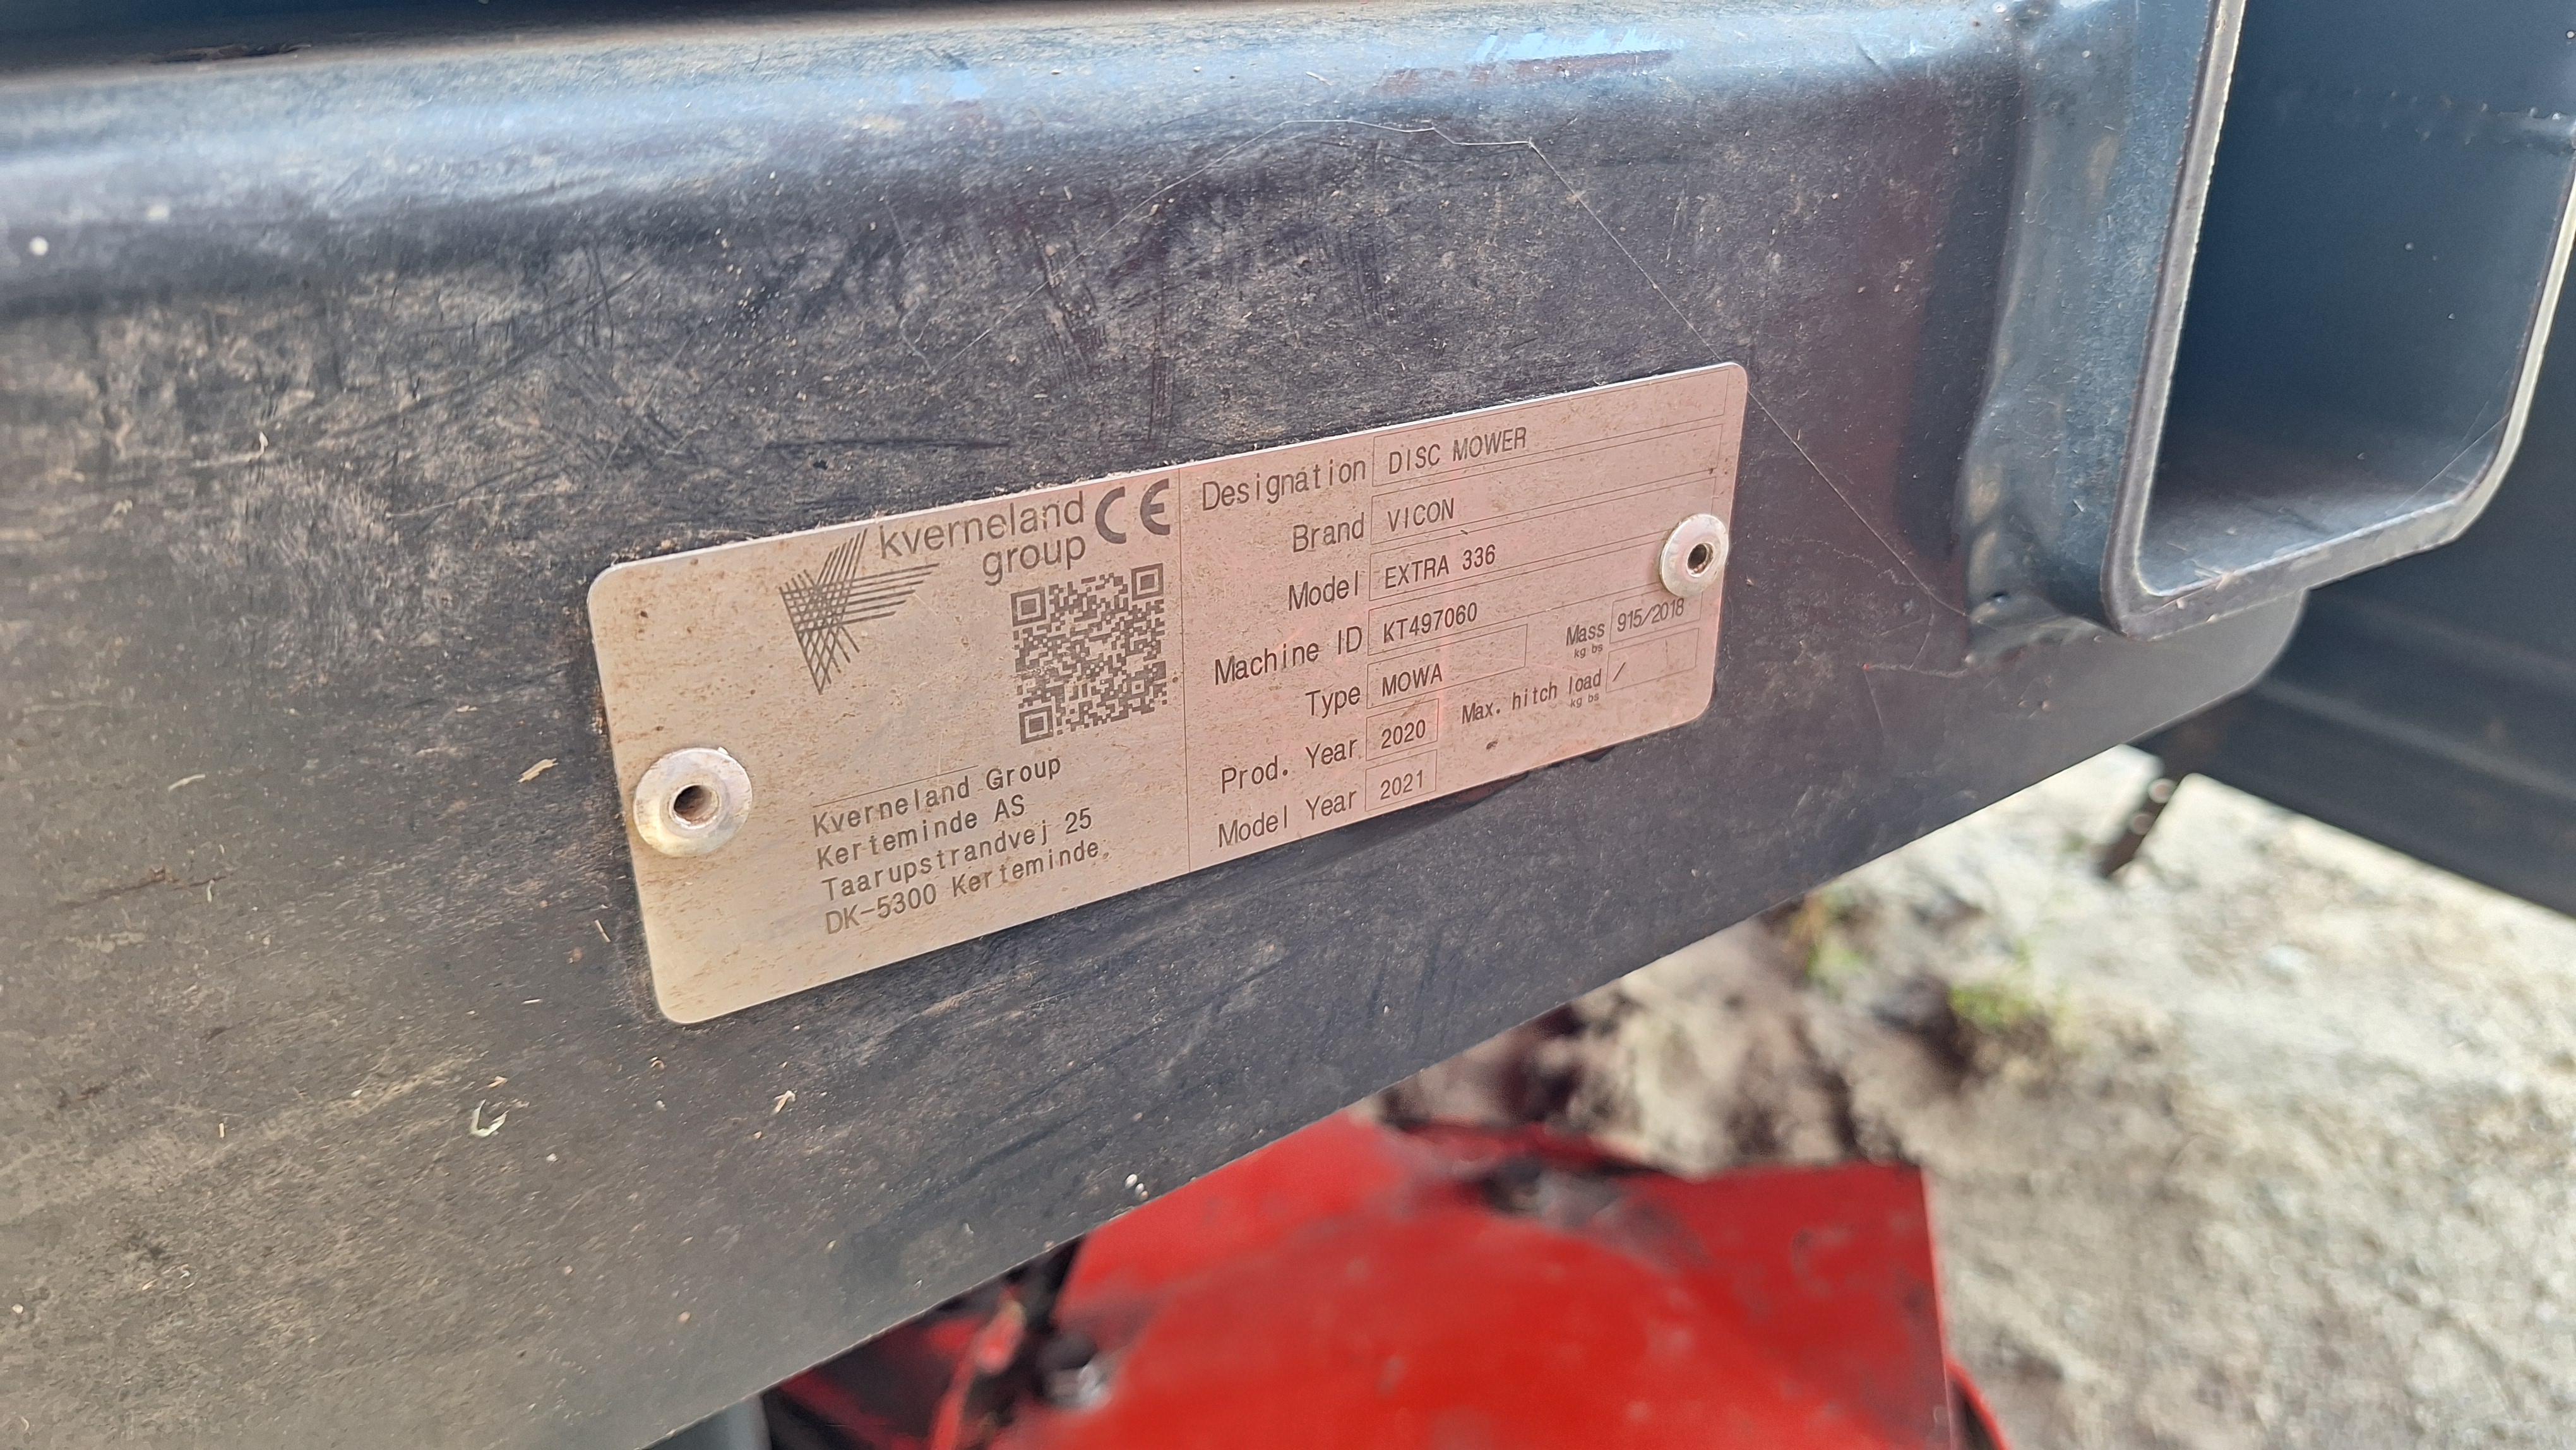 kverneland
group
CE
Kverneland Group
Kerteminde AS
Taarupstrandvej 25
DK-5300 Kerteminde
Designation DISC MOWER
Brand VICON
Model EXTRA 336
Machine ID KT497060
Type MOWA Mass kg lbs 915/2018
Prod. Year 2020 Max. hitch load kg lbs /
Model Year 2021